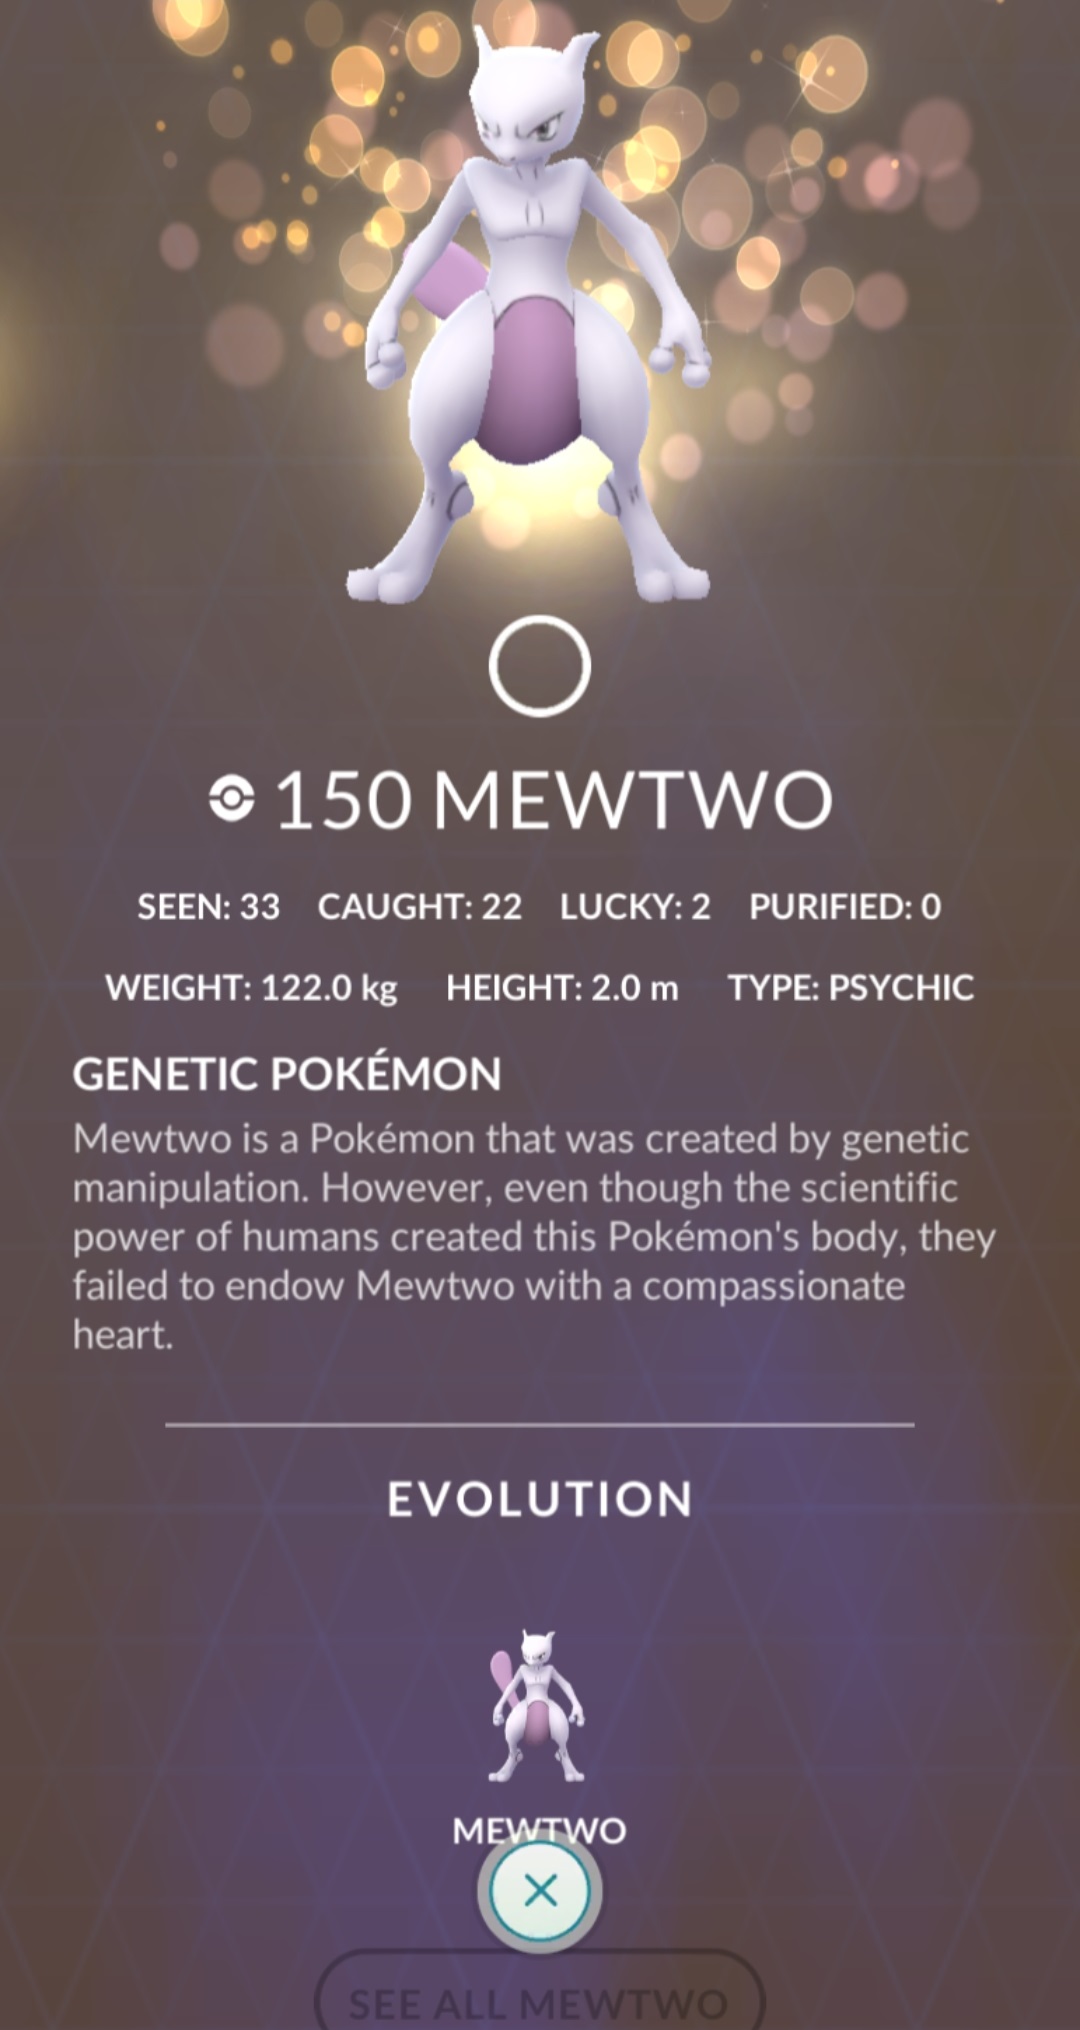 150 MEWTWO
SEEN: 33 CAUGHT: 22 LUCKY: 2 PURIFIED: 0
WEIGHT: 122.0 kg HEIGHT: 2.0 m TYPE: PSYCHIC
GENETIC POKÉMON
Mewtwo is a Pokémon that was created by genetic
manipulation. However, even though the scientific
power of humans created this Pokémon's body, they
failed to endow Mewtwo with a compassionate
heart.
EVOLUTION
MEWTWO
SEE ALL MEWTWO